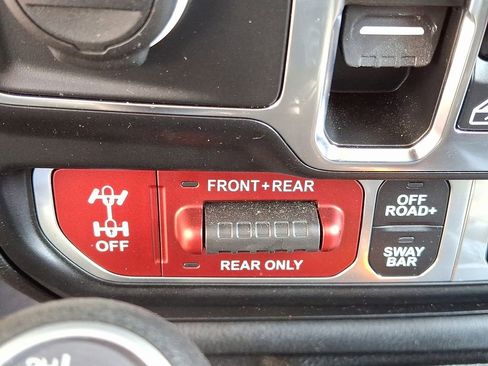 FRONT+REAR
OFF
REAR ONLY
OFF
ROAD+
SWAY
BAR